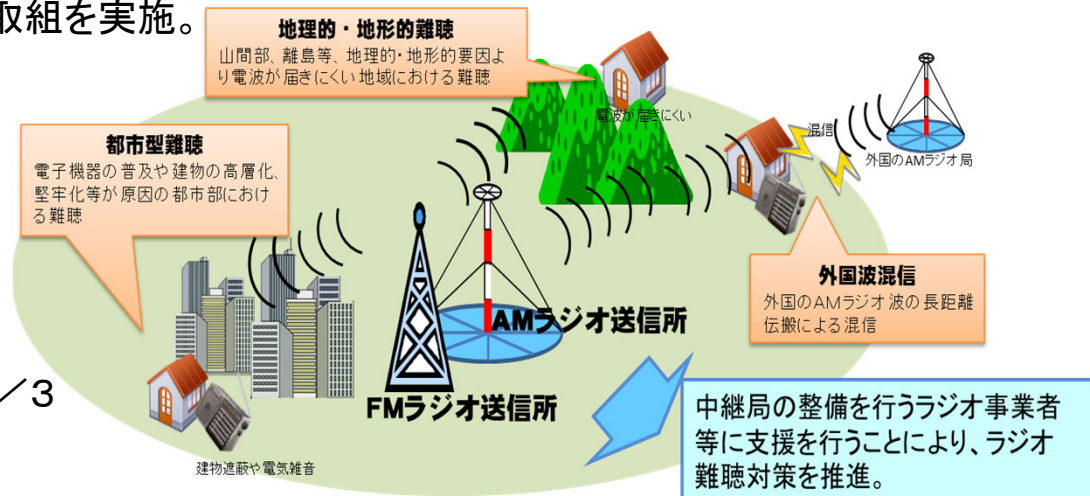 取組を実施。
地理的・地形的難聴
山間部、離島等、地理的・地形的要因よ
り電波が届きにくい地域における難聴
電波が届きにくい
混信
外国のAMラジオ局
都市型難聴
電子機器の普及や建物の高層化、
堅牢化等が原因の都市部におけ
る難聴
外国波混信
外国のAMラジオ波の長距離
伝搬による混信
AMラジオ送信所
FMラジオ送信所
／3
建物遮蔽や電気雑音
中継局の整備を行うラジオ事業者
等に支援を行うことにより、ラジオ
難聴対策を推進。